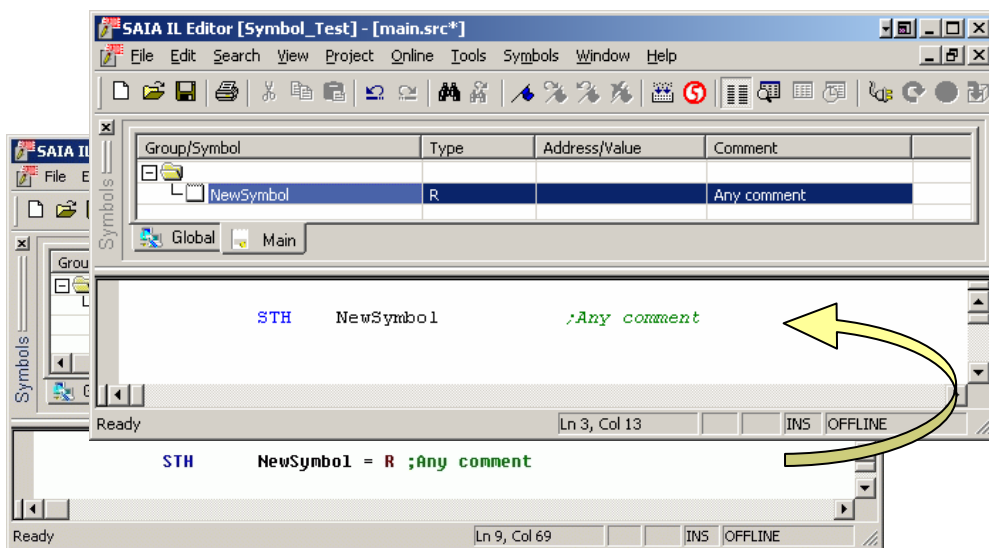 SAIA IL Editor [Symbol_Test] - [main.src*]
File Edit Search View Project Online Tools Symbols Window Help
Group/Symbol Type Address/Value Comment
NewSymbol R Any comment
Symbols
Global Main
STH NewSymbol ;Any comment
Ready Ln 3, Col 13 INS OFFLINE
SAIA IL
File E
Grou
Symbols
G
STH NewSymbol = R ;Any comment
Ready Ln 9, Col 69 INS OFFLINE